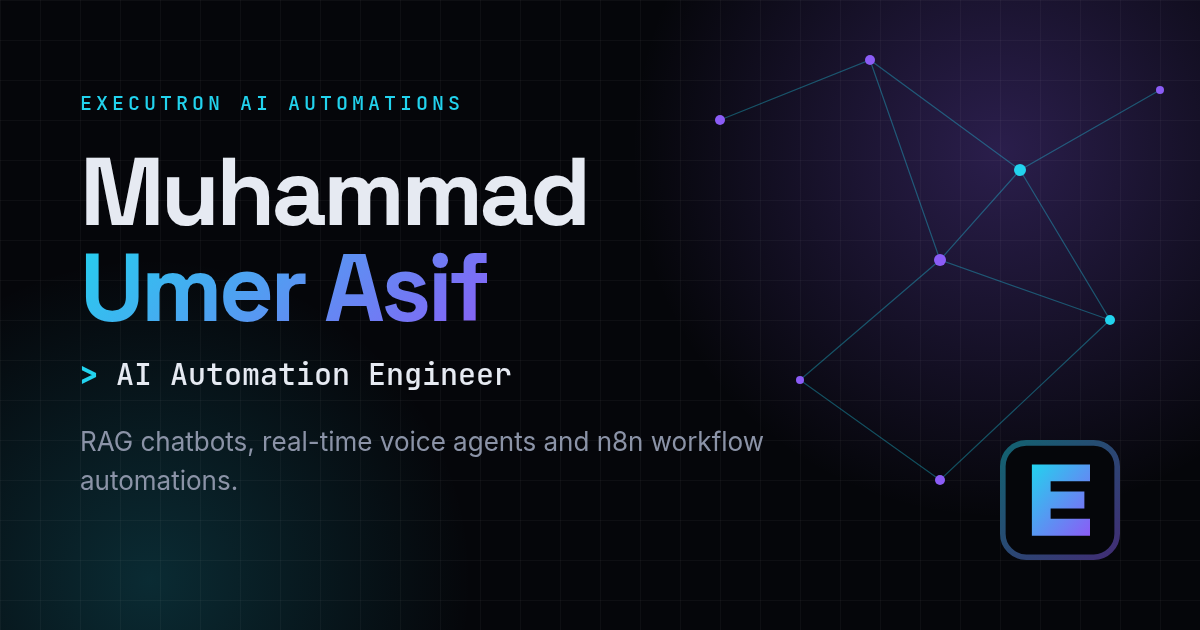 EXECUTRON AI AUTOMATIONS
Muhammad
Umer Asif
> AI Automation Engineer
RAG chatbots, real-time voice agents and n8n workflow
automations.
E